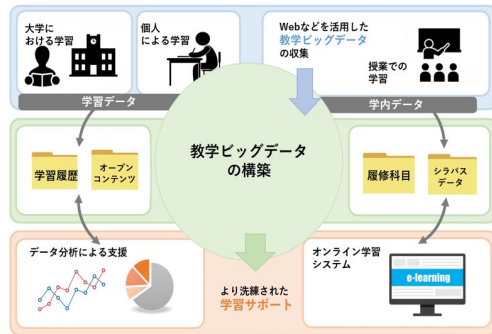 大学に
おける学習
個人
による学習
Webなどを活用した
教学ビッグデータ
の収集
授業での
学習
学習データ
学内データ
教学ビッグデータ
の構築
学習履歴
オープン
コンテンツ
履修科目
シラバス
データ
データ分析による支援
より洗練された
学習サポート
オンライン学習
システム
e-learning